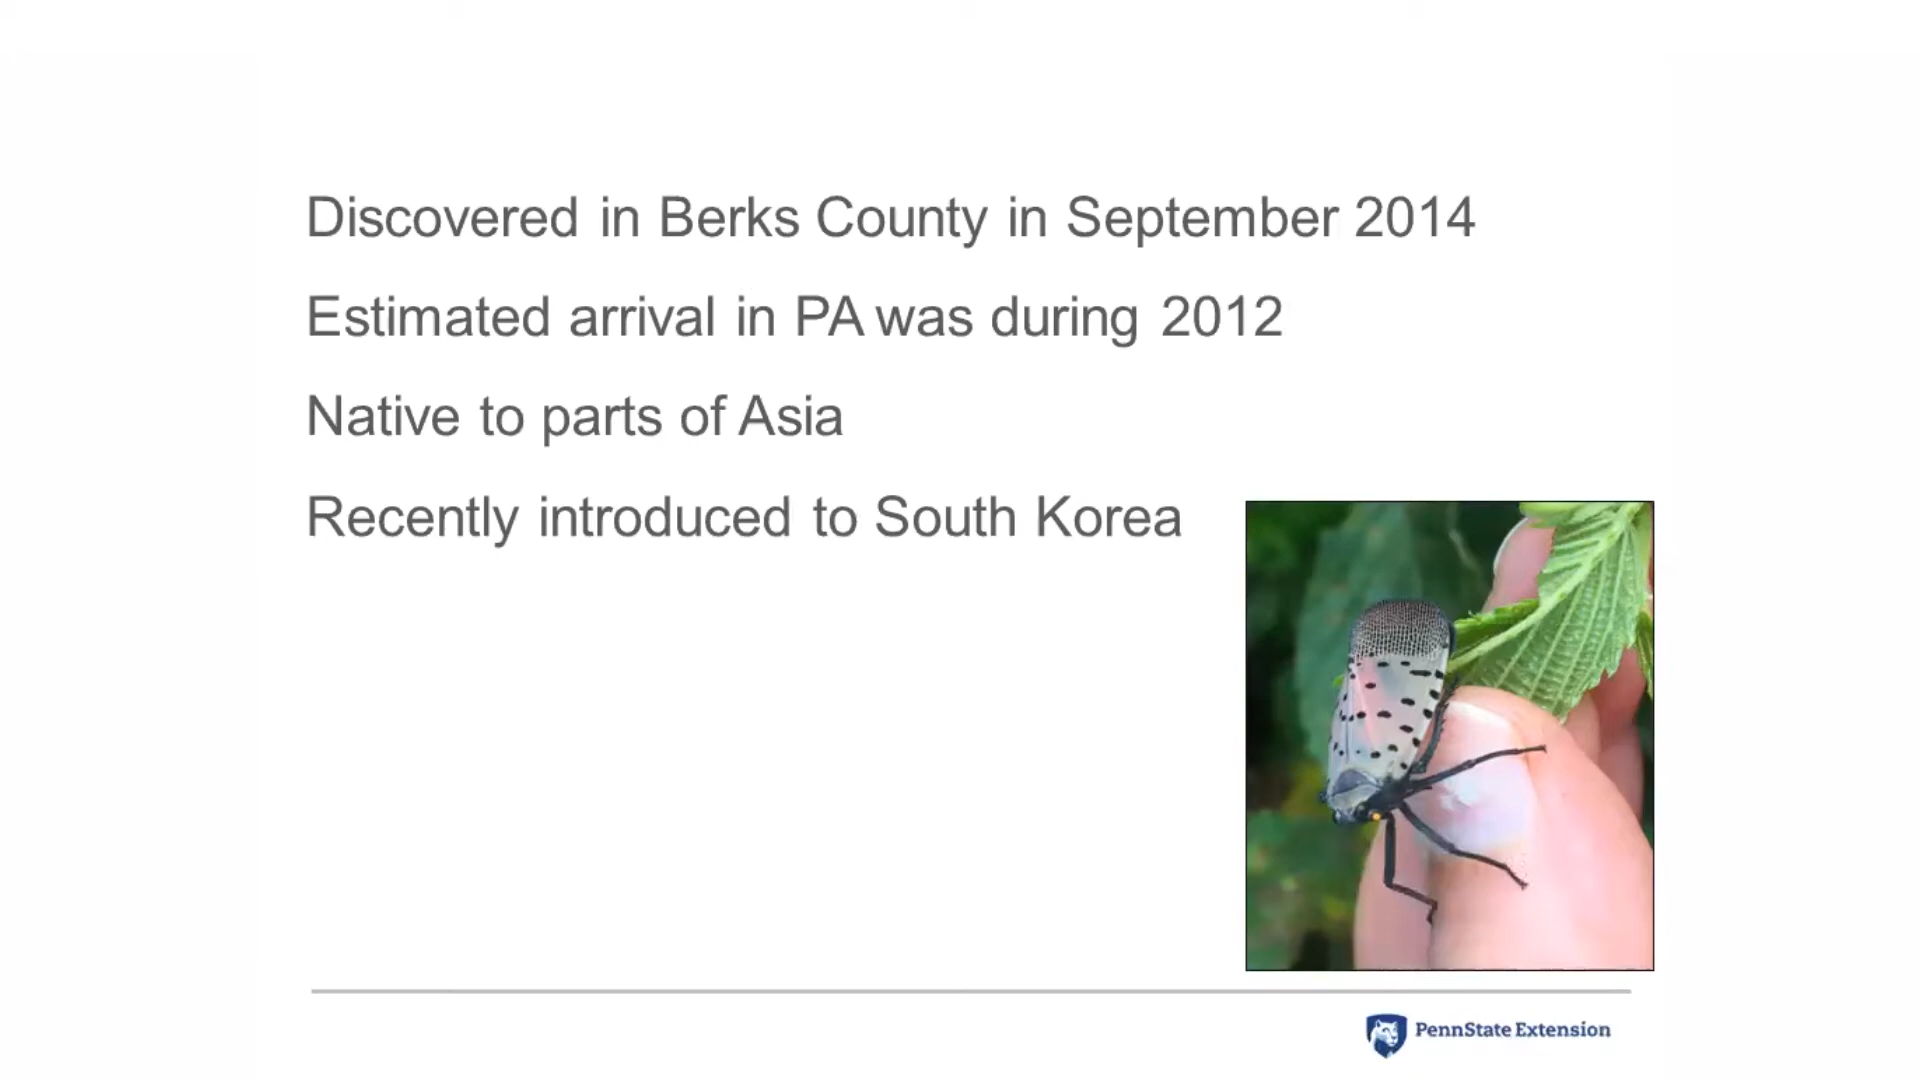 Discovered in Berks County in September 2014
Estimated arrival in PA was during 2012
Native to parts of Asia
Recently introduced to South Korea
PennState Extension